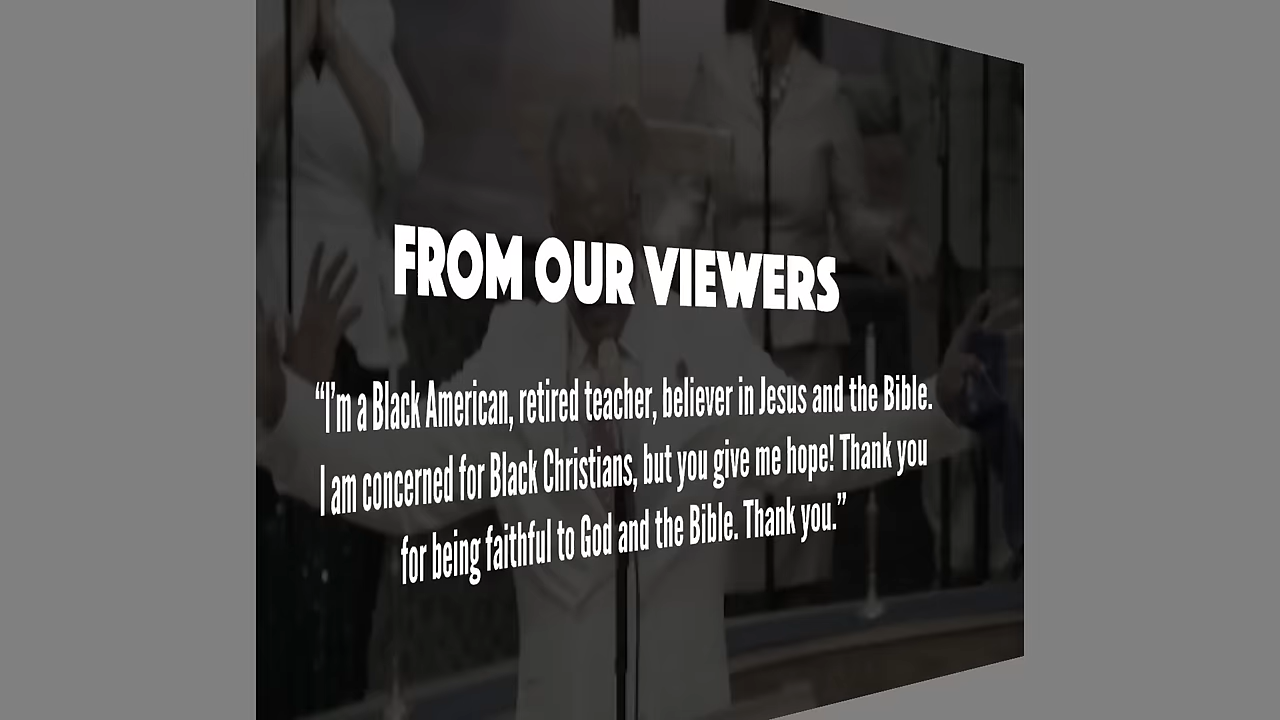 FROM OUR VIEWERS
“I’m a Black American, retired teacher, believer in Jesus and the Bible.
I am concerned for Black Christians, but you give me hope! Thank you
for being faithful to God and the Bible. Thank you.”